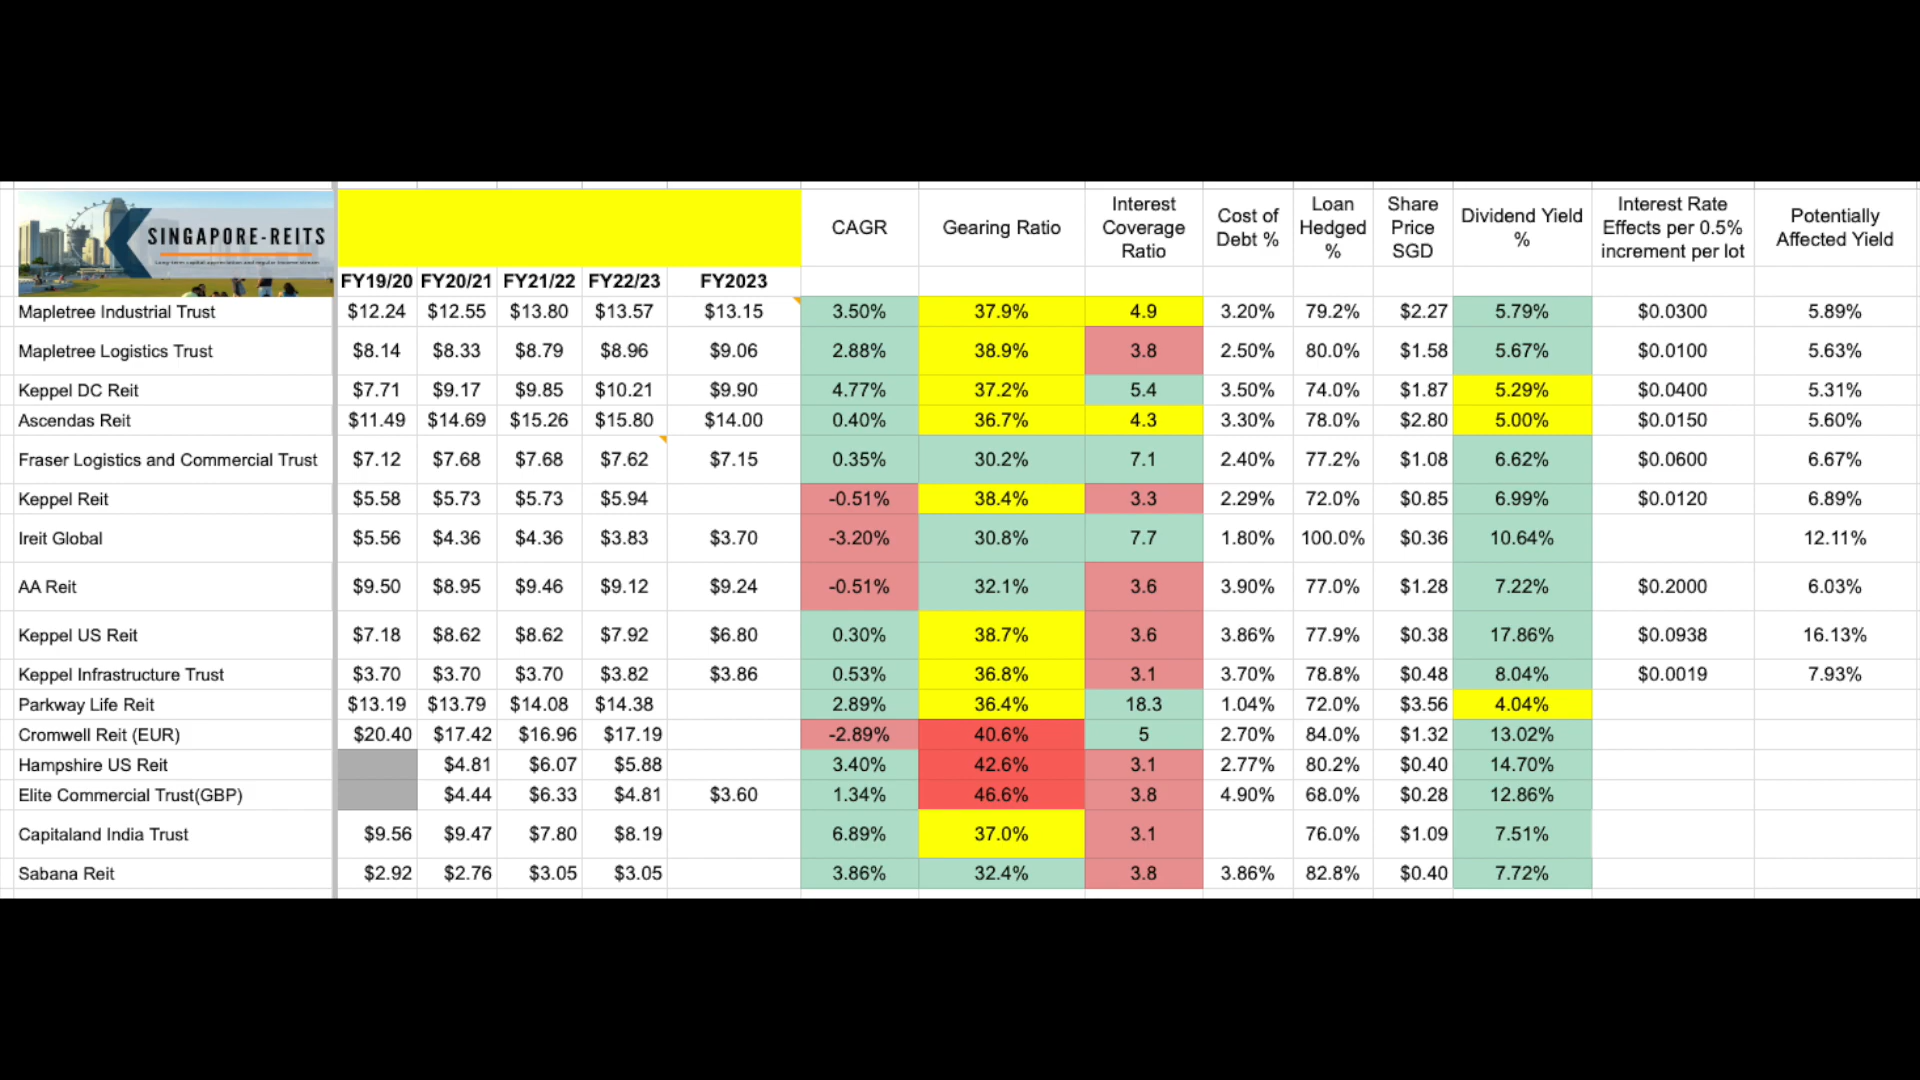 SINGAPORE-REITS
Long-term capital appreciation and regular income stream
CAGR Gearing Ratio Interest Coverage Ratio Cost of Debt % Loan Hedged % Share Price SGD Dividend Yield % Interest Rate Effects per 0.5% increment per lot Potentially Affected Yield
FY19/20 FY20/21 FY21/22 FY22/23 FY2023
Mapletree Industrial Trust $12.24 $12.55 $13.80 $13.57 $13.15 3.50% 37.9% 4.9 3.20% 79.2% $2.27 5.79% $0.0300 5.89%
Mapletree Logistics Trust $8.14 $8.33 $8.79 $8.96 $9.06 2.88% 38.9% 3.8 2.50% 80.0% $1.58 5.67% $0.0100 5.63%
Keppel DC Reit $7.71 $9.17 $9.85 $10.21 $9.90 4.77% 37.2% 5.4 3.50% 74.0% $1.87 5.29% $0.0400 5.31%
Ascendas Reit $11.49 $14.69 $15.26 $15.80 $14.00 0.40% 36.7% 4.3 3.30% 78.0% $2.80 5.00% $0.0150 5.60%
Fraser Logistics and Commercial Trust $7.12 $7.68 $7.68 $7.62 $7.15 0.35% 30.2% 7.1 2.40% 77.2% $1.08 6.62% $0.0600 6.67%
Keppel Reit $5.58 $5.73 $5.73 $5.94 -0.51% 38.4% 3.3 2.29% 72.0% $0.85 6.99% $0.0120 6.89%
Ireit Global $5.56 $4.36 $4.36 $3.83 $3.70 -3.20% 30.8% 7.7 1.80% 100.0% $0.36 10.64% 12.11%
AA Reit $9.50 $8.95 $9.46 $9.12 $9.24 -0.51% 32.1% 3.6 3.90% 77.0% $1.28 7.22% $0.2000 6.03%
Keppel US Reit $7.18 $8.62 $8.62 $7.92 $6.80 0.30% 38.7% 3.6 3.86% 77.9% $0.38 17.86% $0.0938 16.13%
Keppel Infrastructure Trust $3.70 $3.70 $3.70 $3.82 $3.86 0.53% 36.8% 3.1 3.70% 78.8% $0.48 8.04% $0.0019 7.93%
Parkway Life Reit $13.19 $13.79 $14.08 $14.38 2.89% 36.4% 18.3 1.04% 72.0% $3.56 4.04%
Cromwell Reit (EUR) $20.40 $17.42 $16.96 $17.19 -2.89% 40.6% 5 2.70% 84.0% $1.32 13.02%
Hampshire US Reit $4.81 $6.07 $5.88 3.40% 42.6% 3.1 2.77% 80.2% $0.40 14.70%
Elite Commercial Trust(GBP) $4.44 $6.33 $4.81 $3.60 1.34% 46.6% 3.8 4.90% 68.0% $0.28 12.86%
Capitaland India Trust $9.56 $9.47 $7.80 $8.19 6.89% 37.0% 3.1 76.0% $1.09 7.51%
Sabana Reit $2.92 $2.76 $3.05 $3.05 3.86% 32.4% 3.8 3.86% 82.8% $0.40 7.72%